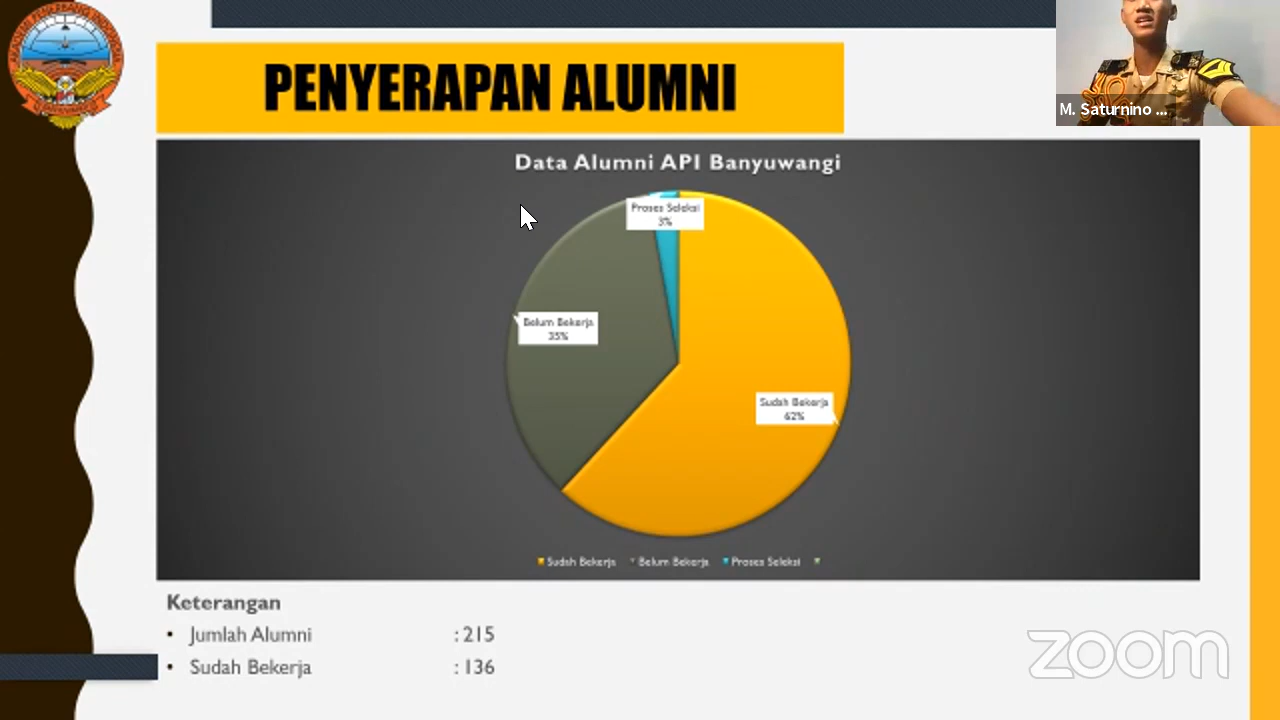 PENYERAPAN ALUMNI
M. Saturnino ...
Data Alumni API Banyuwangi
Proses Seleksi
3%
Belum Bekerja
35%
Sudah Bekerja
62%
Sudah Bekerja Belum Bekerja Proses Seleksi
Keterangan
• Jumlah Alumni : 215
• Sudah Bekerja : 136
zoom